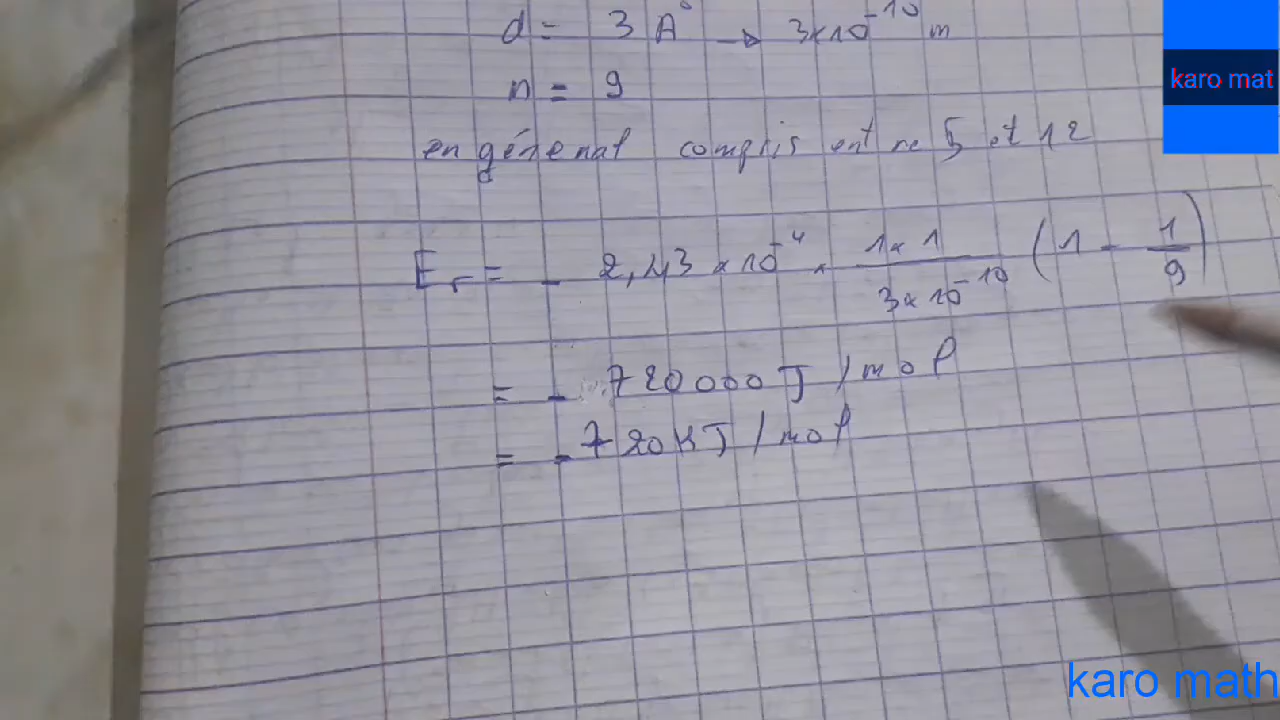 d = 3 A° → 3×10⁻¹⁰ m
karo mat
n = 9
en général compris entre 5 et 12
Er = - 2,43 × 10⁻⁴ × 1×1 / 3×10⁻¹⁰ (1 - 1/9)
= - 720000 J/mol
= - 720 KJ/mol
karo math